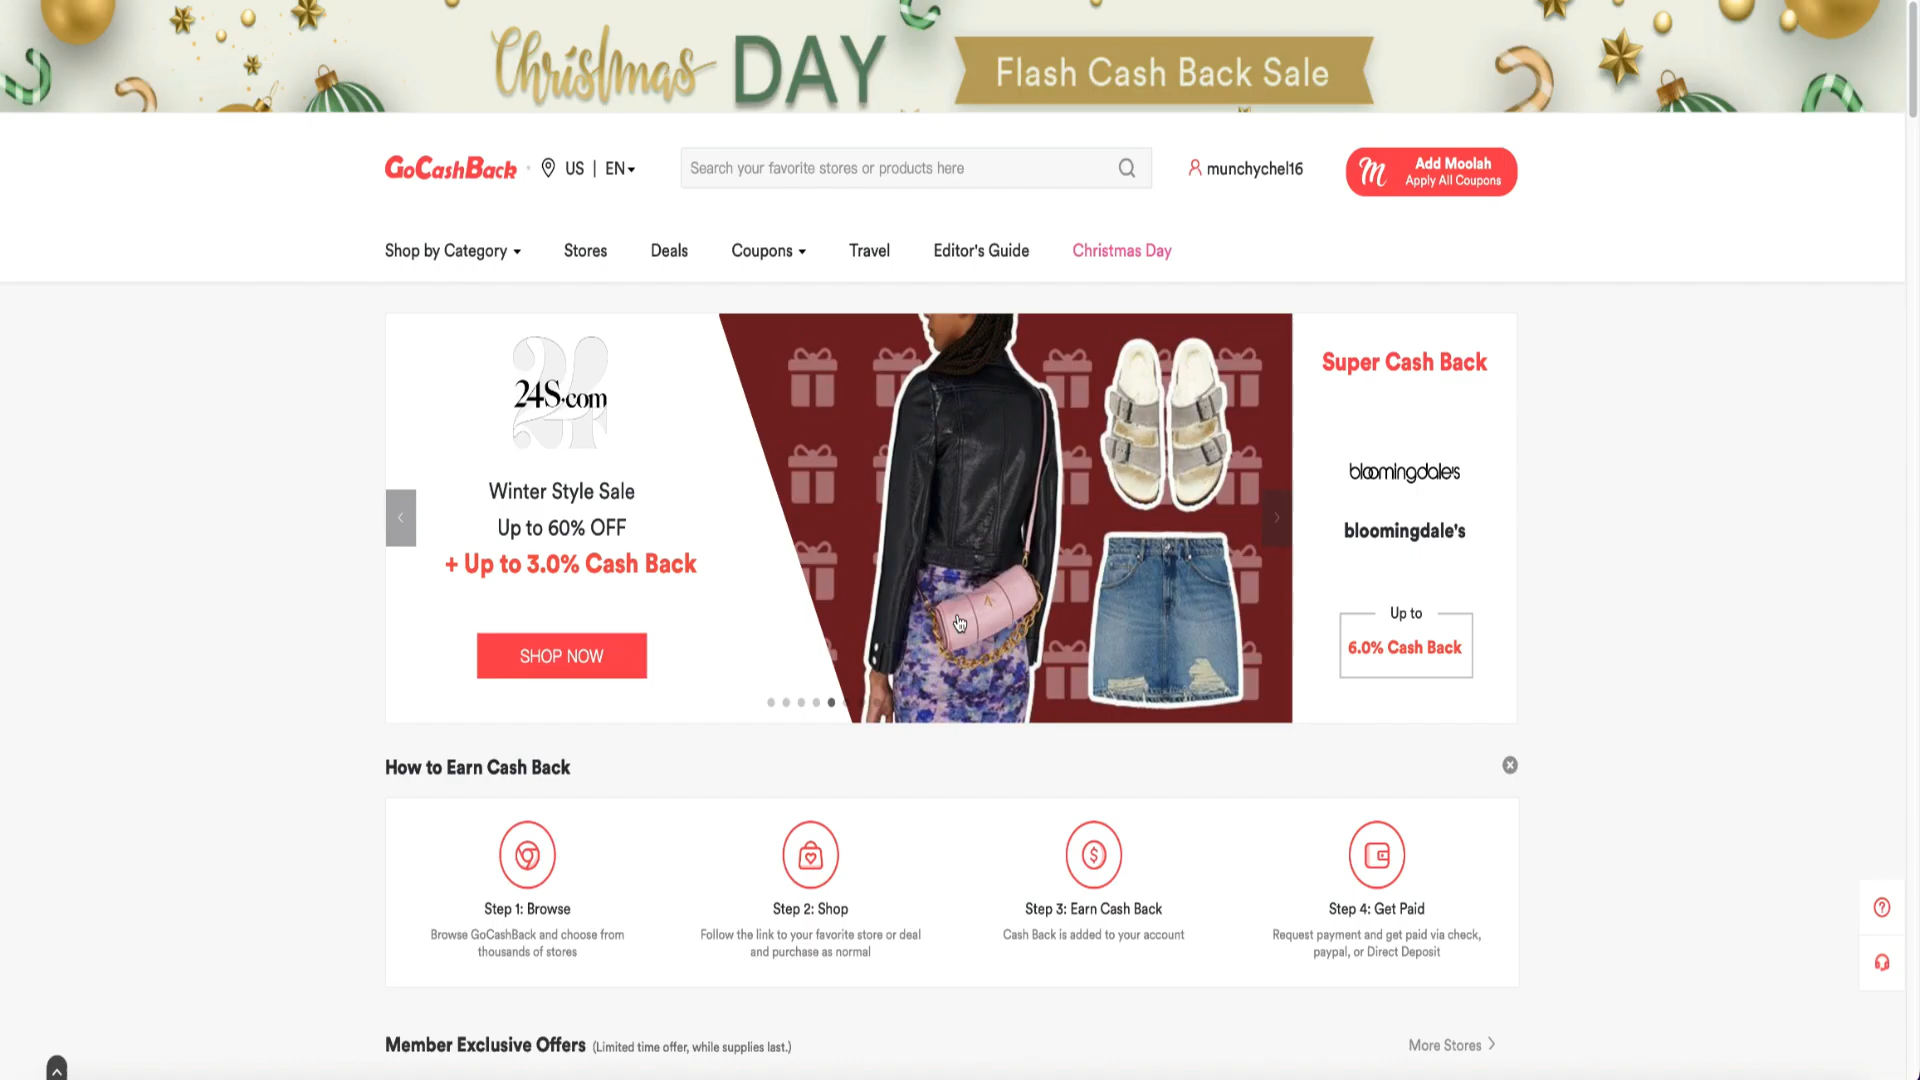 Christmas DAY
Flash Cash Back Sale
GoCashBack
US | EN
Search your favorite stores or products here
munchychel16
Add Moolah
Apply All Coupons
Shop by Category
Stores
Deals
Coupons
Travel
Editor's Guide
Christmas Day
24S.com
Winter Style Sale
Up to 60% OFF
+ Up to 3.0% Cash Back
SHOP NOW
Super Cash Back
bloomingdale's
bloomingdale's
Up to
6.0% Cash Back
How to Earn Cash Back
Step 1: Browse
Browse GoCashBack and choose from
thousands of stores
Step 2: Shop
Follow the link to your favorite store or deal
and purchase as normal
Step 3: Earn Cash Back
Cash Back is added to your account
Step 4: Get Paid
Request payment and get paid via check,
paypal, or Direct Deposit
Member Exclusive Offers (Limited time offer, while supplies last.)
More Stores